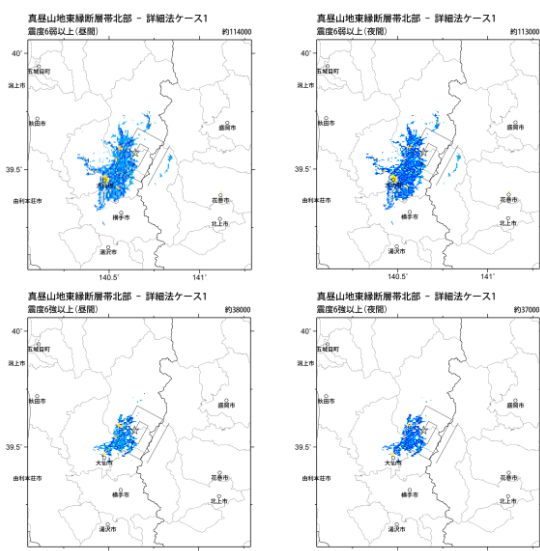 真昼山地東縁断層帯北部 – 詳細法ケース1
震度6弱以上(昼間) 約114000
40˚
五城目町
潟上市
秋田市
盛岡市
39.5˚
由利本荘市
花巻市
横手市
北上市
湯沢市
140.5˚ 141˚
真昼山地東縁断層帯北部 – 詳細法ケース1
震度6弱以上(夜間) 約113000
40˚
五城目町
潟上市
秋田市
盛岡市
39.5˚
由利本荘市
花巻市
横手市
北上市
湯沢市
140.5˚ 141˚
真昼山地東縁断層帯北部 – 詳細法ケース1
震度6強以上(昼間) 約38000
40˚
五城目町
潟上市
秋田市
盛岡市
39.5˚
大仙市
由利本荘市
花巻市
横手市
北上市
湯沢市
真昼山地東縁断層帯北部 – 詳細法ケース1
震度6強以上(夜間) 約37000
40˚
五城目町
潟上市
秋田市
盛岡市
39.5˚
大仙市
由利本荘市
花巻市
横手市
北上市
湯沢市